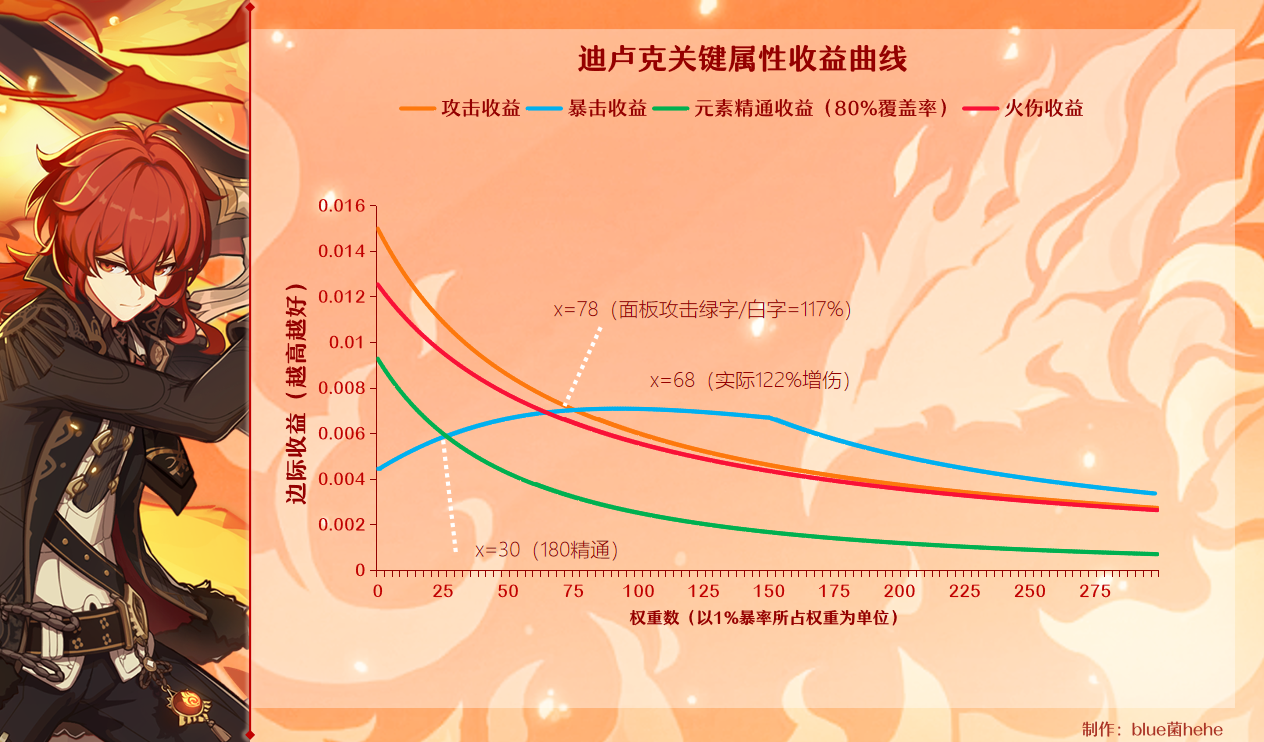 迪卢克关键属性收益曲线
攻击收益 暴击收益 元素精通收益（80%覆盖率） 火伤收益
边际收益（越高越好）
0.016
0.014
0.012
0.01
0.008
0.006
0.004
0.002
0
x=78（面板攻击绿字/白字=117%）
x=68（实际122%增伤）
x=30（180精通）
0 25 50 75 100 125 150 175 200 225 250 275
权重数（以1%暴率所占权重为单位）
制作：blue菌hehe